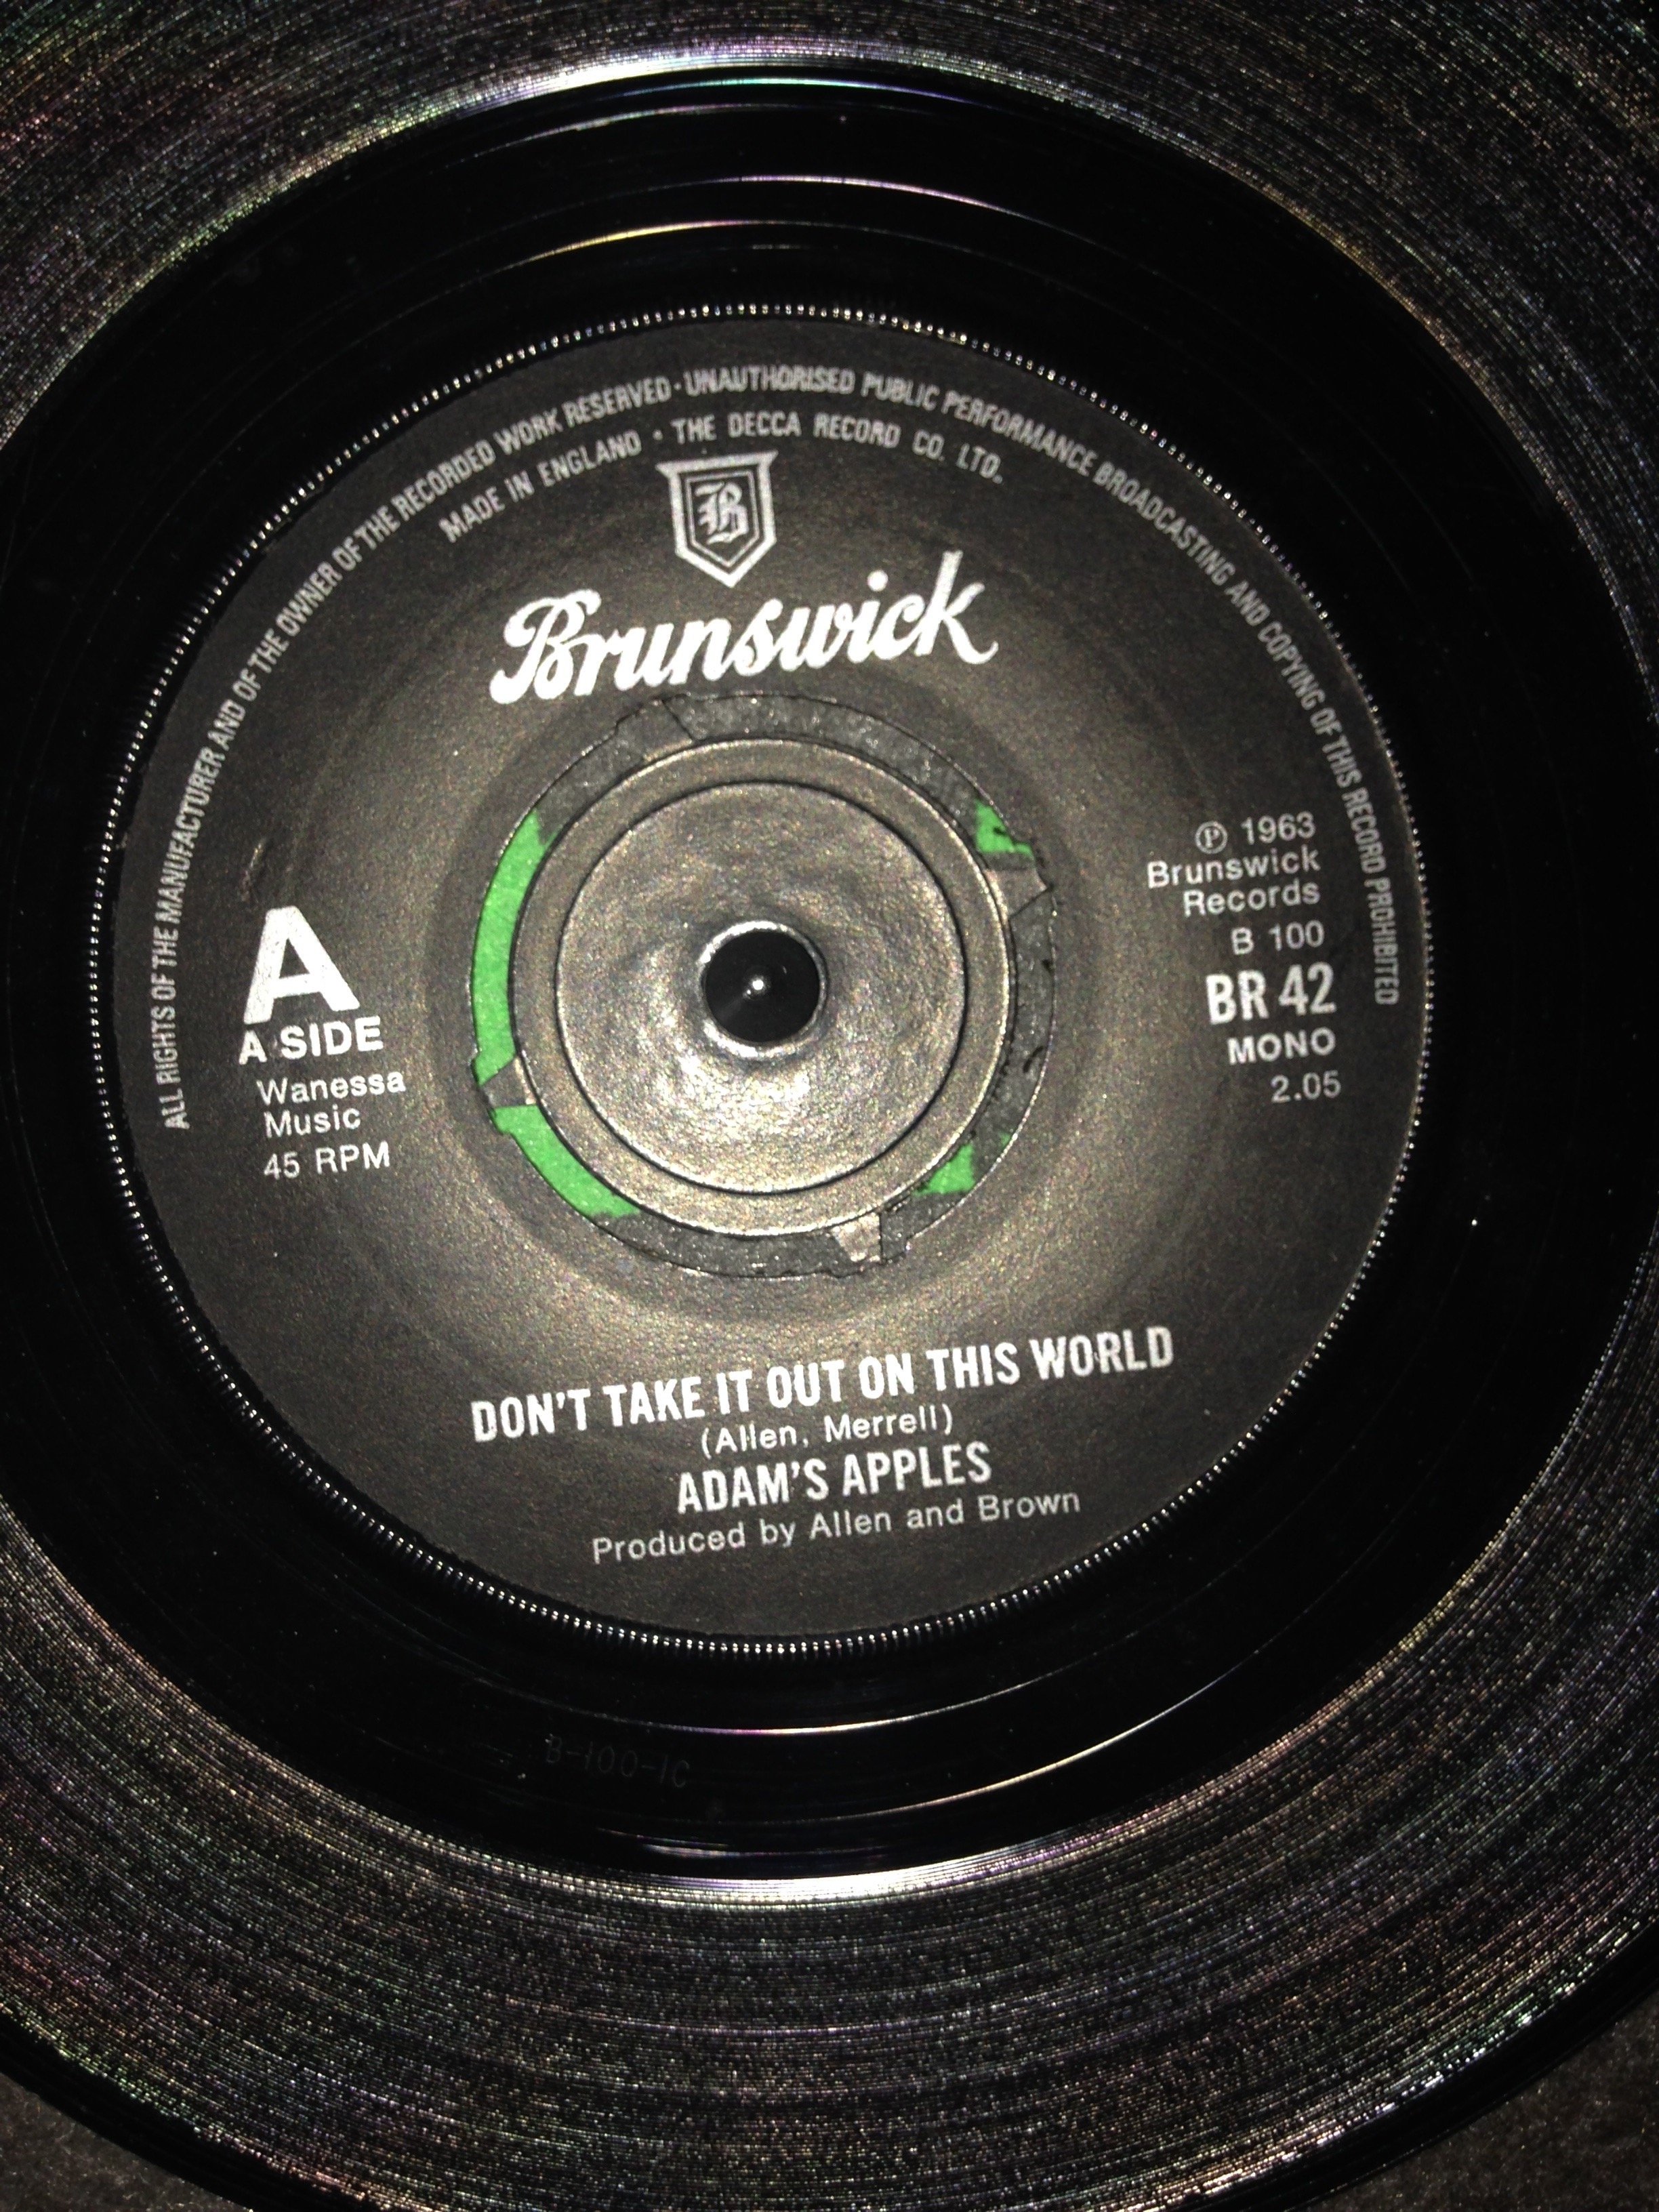 ALL RIGHTS OF THE MANUFACTURER AND OF THE OWNER OF THE RECORDED WORK RESERVED · UNAUTHORISED PUBLIC PERFORMANCE BROADCASTING AND COPYING OF THIS RECORD PROHIBITED
MADE IN ENGLAND · THE DECCA RECORD CO. LTD.
B
Brunswick
A
A SIDE
Wanessa
Music
45 RPM
℗ 1963
Brunswick
Records
B 100
BR 42
MONO
2.05
DON'T TAKE IT OUT ON THIS WORLD
(Allen, Merrell)
ADAM'S APPLES
Produced by Allen and Brown
B-100-1C